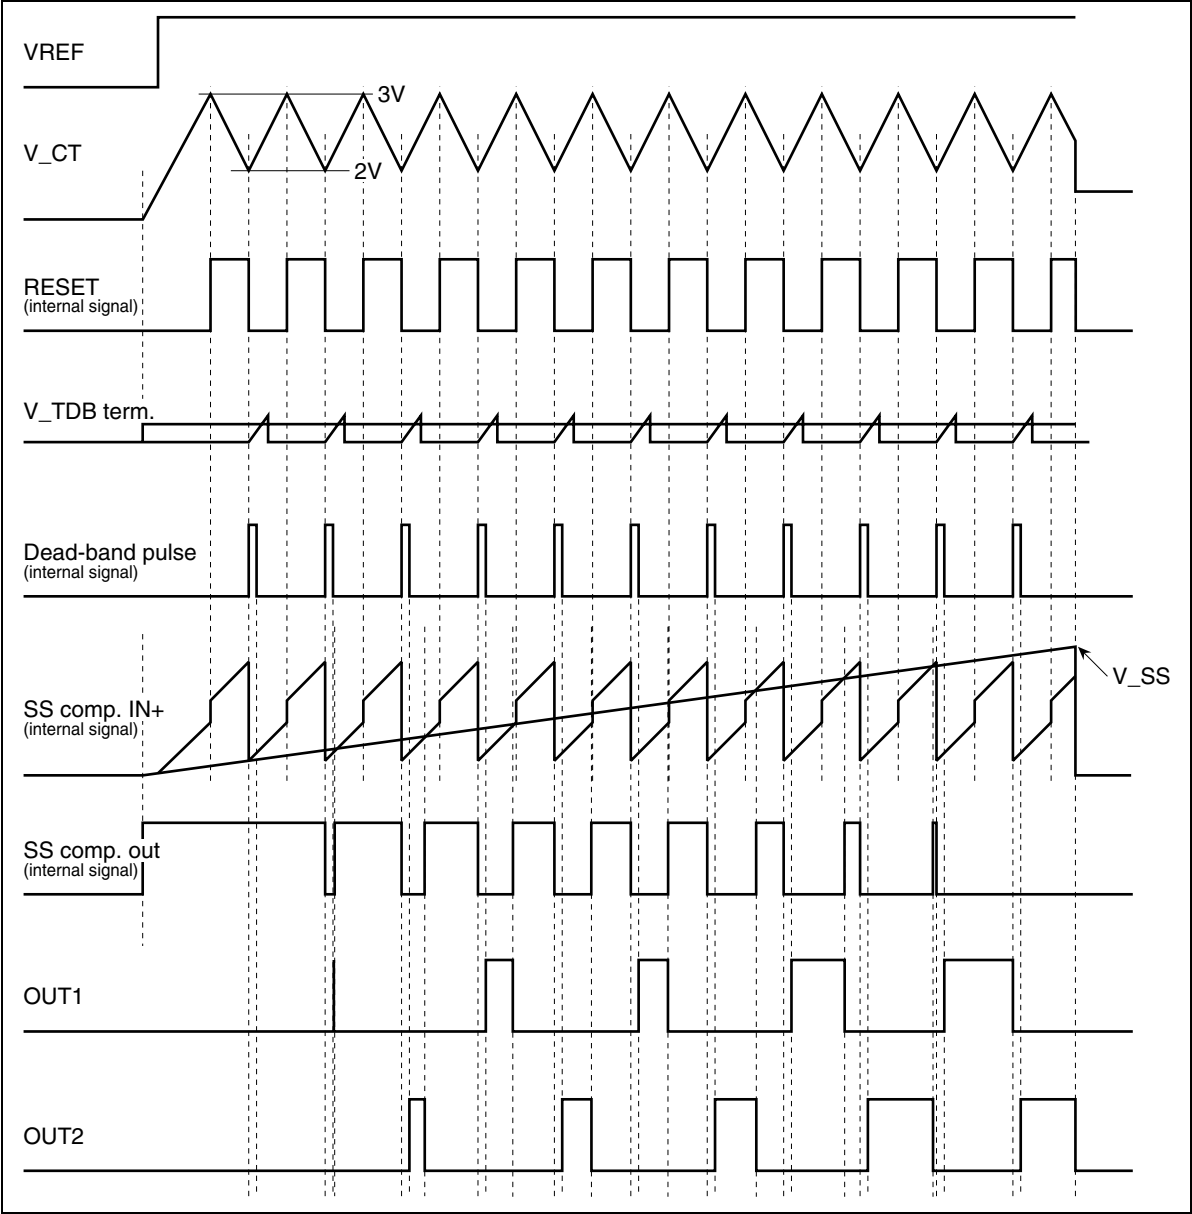 VREF
3V
V_CT
2V
RESET
(internal signal)
V_TDB term.
Dead-band pulse
(internal signal)
V_SS
SS comp. IN+
(internal signal)
SS comp. out
(internal signal)
OUT1
OUT2